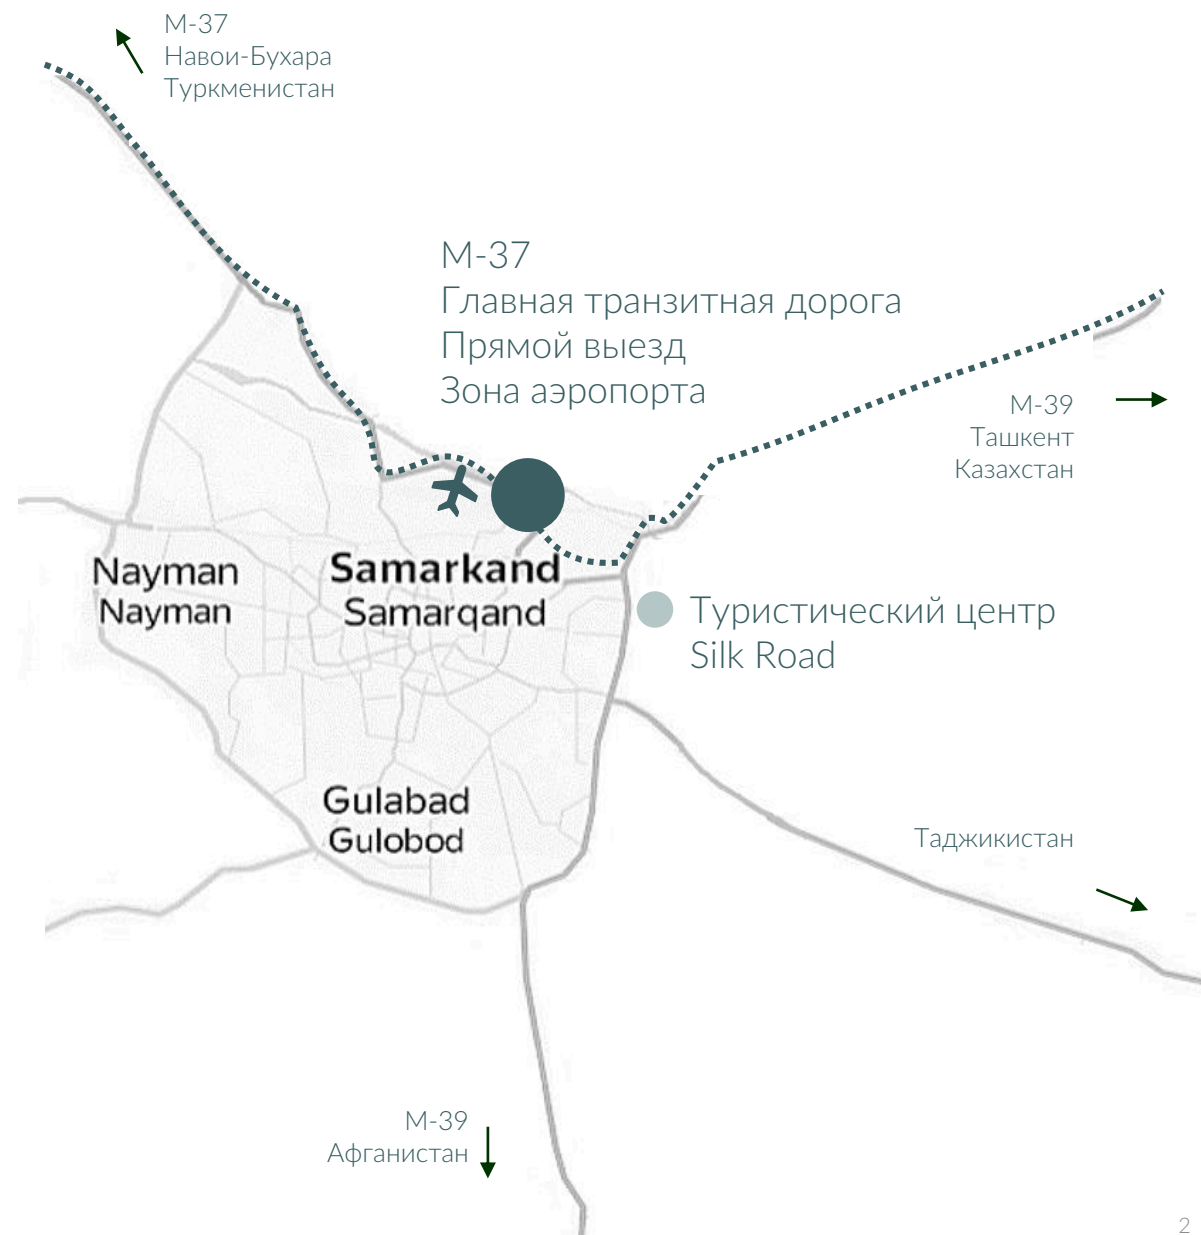 М-37
Навои-Бухара
Туркменистан
М-37
Главная транзитная дорога
Прямой выезд
Зона аэропорта
М-39
Ташкент
Казахстан
Nayman
Nayman
Samarkand
Samarqand
Туристический центр
Silk Road
Gulabad
Gulobod
Таджикистан
М-39
Афганистан
2